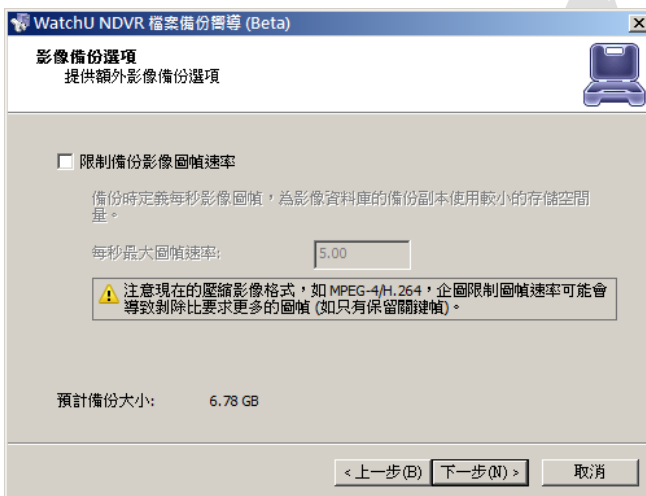 WatchU NDVR 檔案備份嚮導 (Beta)
影像備份選項
提供額外影像備份選項
限制備份影像圖幀速率
備份時定義每秒影像圖幀，為影像資料庫的備份副本使用較小的存儲空間
量。
每秒最大圖幀速率:
5.00
注意現在的壓縮影像格式，如 MPEG-4/H.264，企圖限制圖幀速率可能會
導致剝除比要求更多的圖幀 (如只有保留關鍵幀)。
預計備份大小:
6.78 GB
<上一步(B)
下一步(N) >
取消